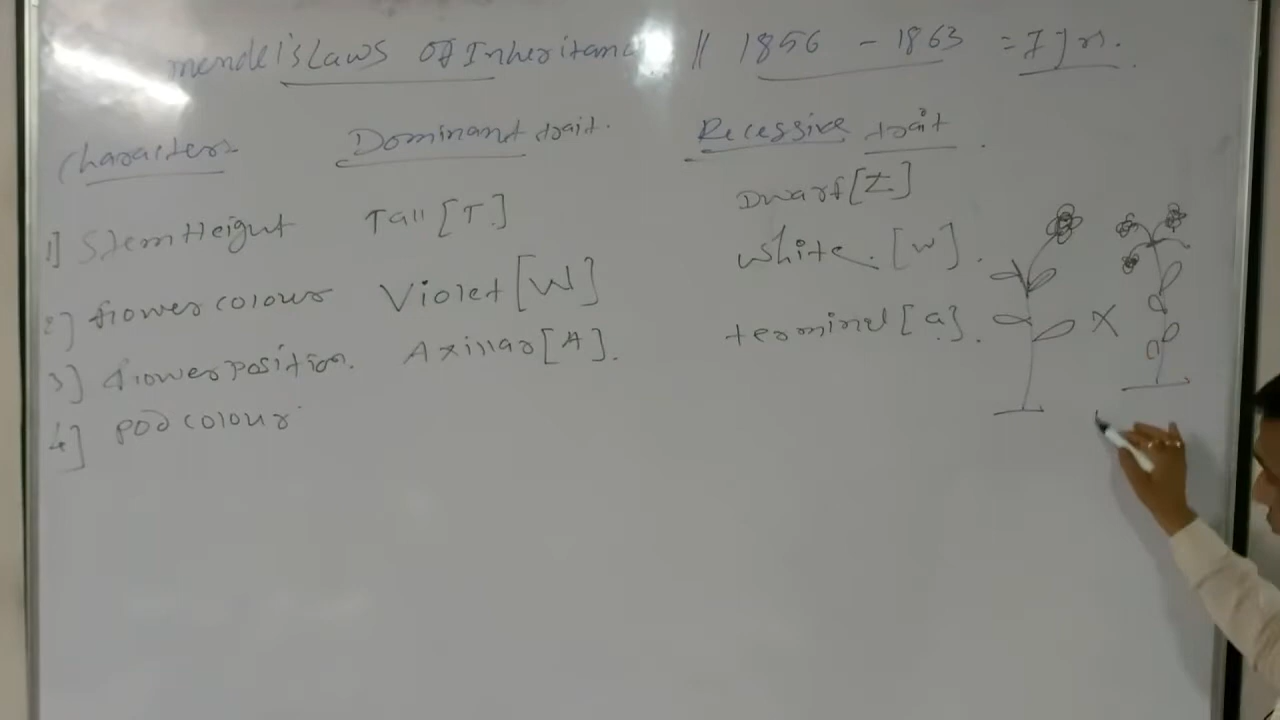 Mendel's Laws Of Inheritance // 1856 - 1863 = 7 yrs.
Characters Dominant trait. Recessive trait.
1] Stem Height Tall [T] Dwarf [t]
2] flower colour Violet [W] White. [w].
3] flower position. Axillar [A]. terminal [a].
4] Pod colour
X